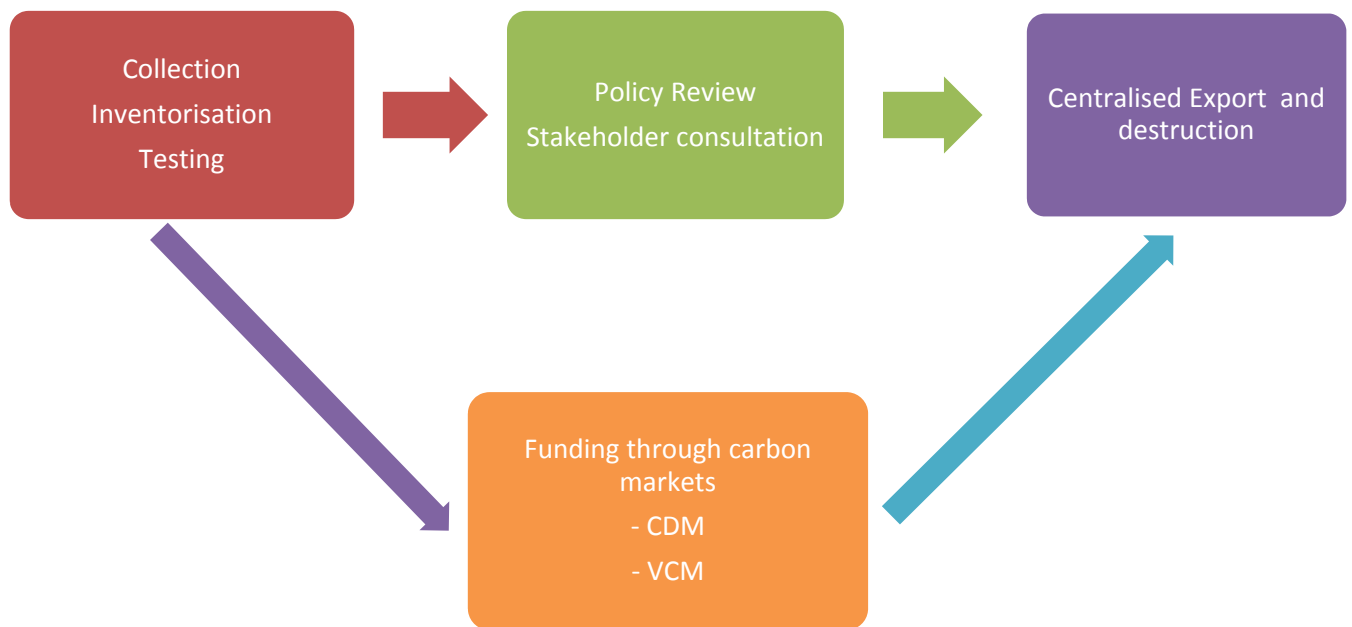 Collection
Inventorisation
Testing
Policy Review
Stakeholder consultation
Centralised Export and
destruction
Funding through carbon
markets
- CDM
- VCM